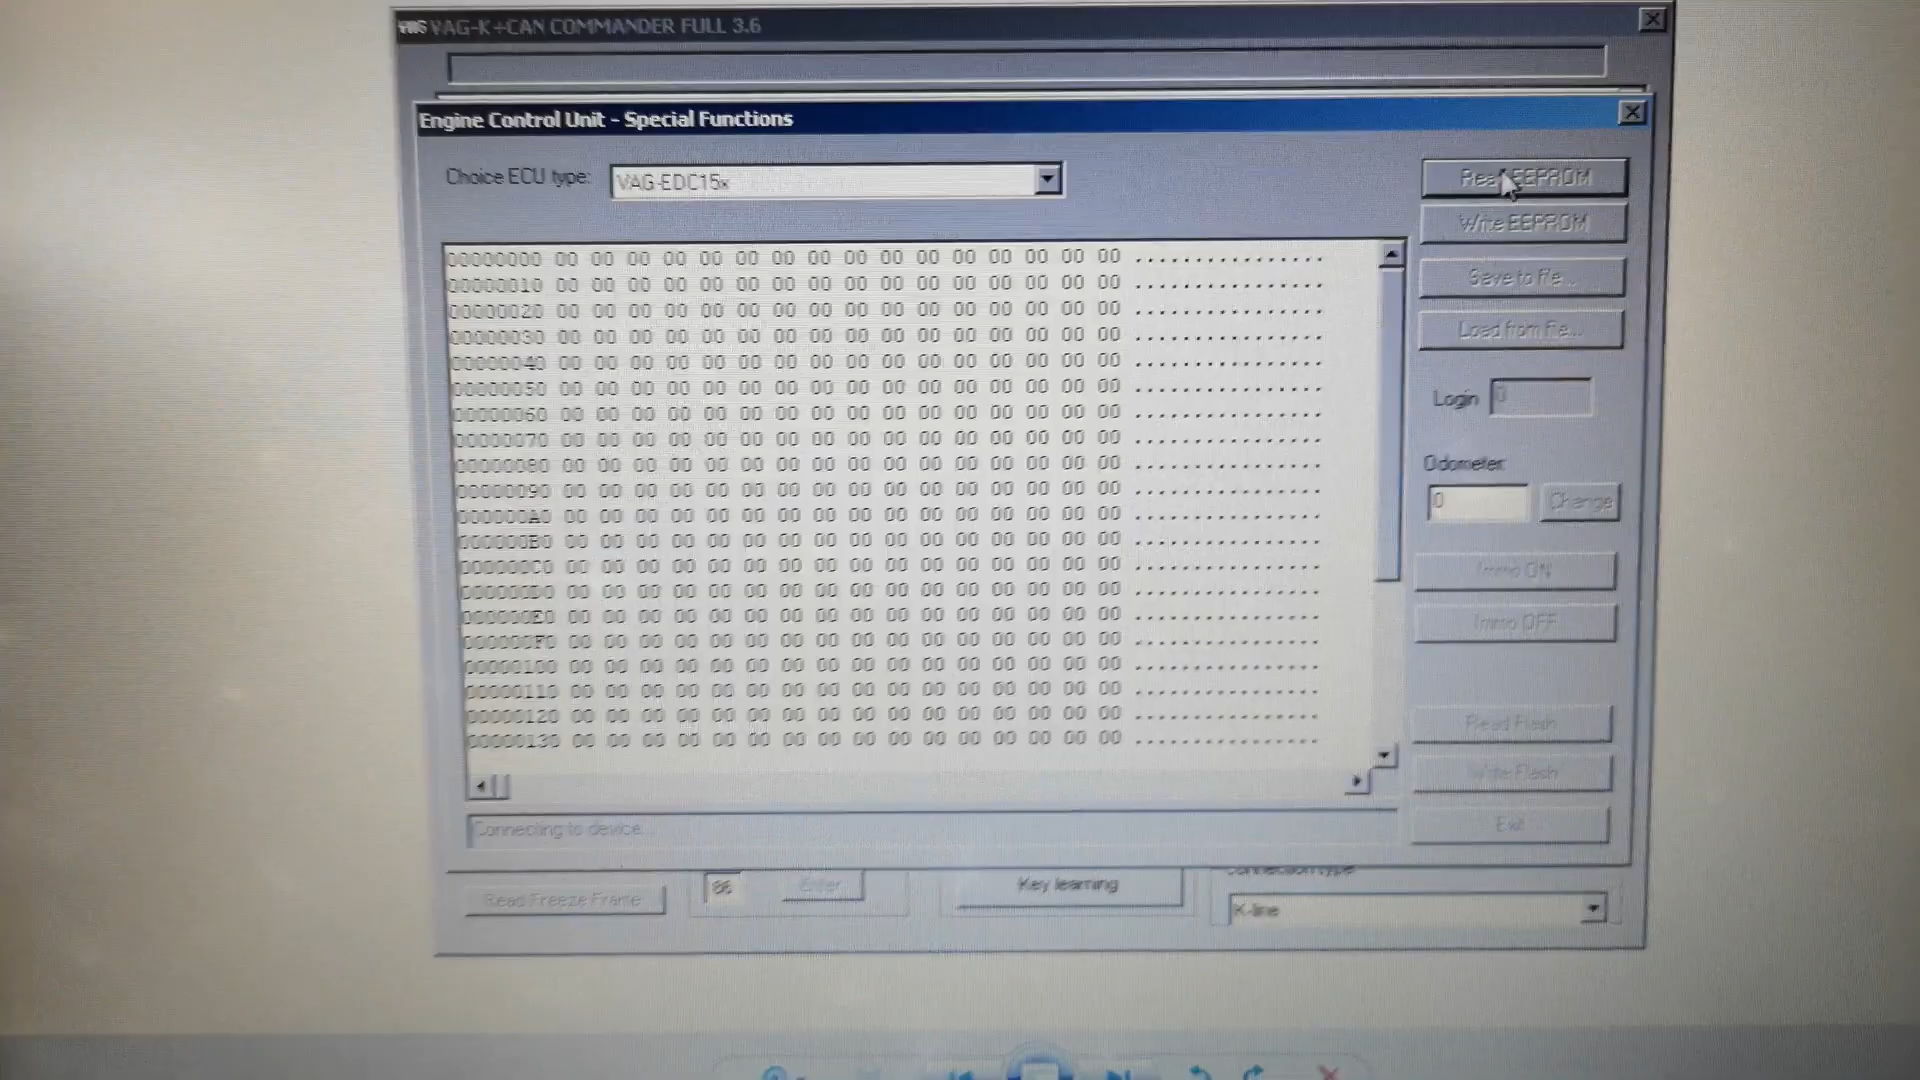 VAG-K+CAN COMMANDER FULL 3.6
Engine Control Unit - Special Functions
Choice ECU type: VAG-EDC15x
Read EEPROM
Write EEPROM
Save to file...
Load from file...
Login 0
Odometer
0 Change
Immo ON
Immo OFF
Read Flash
Write Flash
Exit
00000000 00 00 00 00 00 00 00 00 00 00 00 00 00 00 00 00 ................
00000010 00 00 00 00 00 00 00 00 00 00 00 00 00 00 00 00 ................
00000020 00 00 00 00 00 00 00 00 00 00 00 00 00 00 00 00 ................
00000030 00 00 00 00 00 00 00 00 00 00 00 00 00 00 00 00 ................
00000040 00 00 00 00 00 00 00 00 00 00 00 00 00 00 00 00 ................
00000050 00 00 00 00 00 00 00 00 00 00 00 00 00 00 00 00 ................
00000060 00 00 00 00 00 00 00 00 00 00 00 00 00 00 00 00 ................
00000070 00 00 00 00 00 00 00 00 00 00 00 00 00 00 00 00 ................
00000080 00 00 00 00 00 00 00 00 00 00 00 00 00 00 00 00 ................
00000090 00 00 00 00 00 00 00 00 00 00 00 00 00 00 00 00 ................
000000A0 00 00 00 00 00 00 00 00 00 00 00 00 00 00 00 00 ................
000000B0 00 00 00 00 00 00 00 00 00 00 00 00 00 00 00 00 ................
000000C0 00 00 00 00 00 00 00 00 00 00 00 00 00 00 00 00 ................
000000D0 00 00 00 00 00 00 00 00 00 00 00 00 00 00 00 00 ................
000000E0 00 00 00 00 00 00 00 00 00 00 00 00 00 00 00 00 ................
000000F0 00 00 00 00 00 00 00 00 00 00 00 00 00 00 00 00 ................
00000100 00 00 00 00 00 00 00 00 00 00 00 00 00 00 00 00 ................
00000110 00 00 00 00 00 00 00 00 00 00 00 00 00 00 00 00 ................
00000120 00 00 00 00 00 00 00 00 00 00 00 00 00 00 00 00 ................
00000130 00 00 00 00 00 00 00 00 00 00 00 00 00 00 00 00 ................
Connecting to device...
Read Freeze Frame
Enter
Key learning
Connection type
K-line